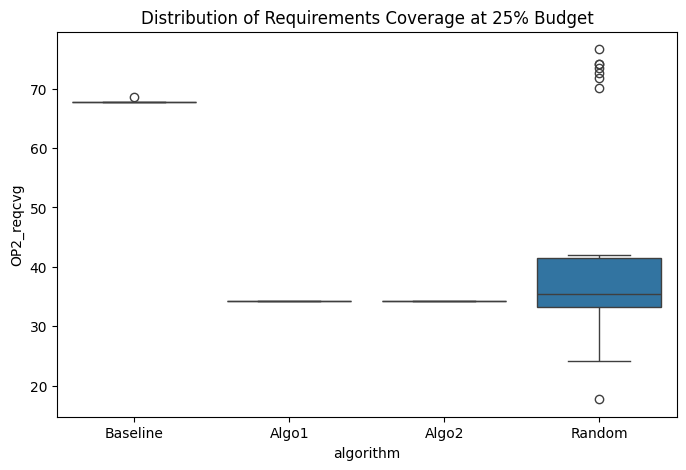 Distribution of Requirements Coverage at 25% Budget
OP2_reqcvg
70
60
50
40
30
20
Baseline
Algo1
Algo2
Random
algorithm